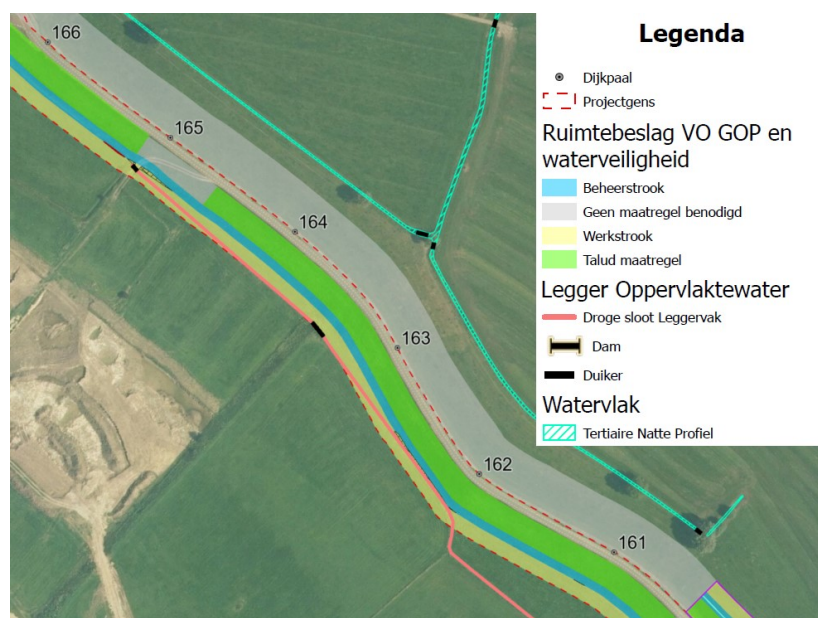 166
165
164
163
162
161
Legenda
Dijkpaal
Projectgens
Ruimtebeslag VO GOP en
waterveiligheid
Beheerstrook
Geen maatregel benodigd
Werkstrook
Talud maatregel
Legger Oppervlaktewater
Droge sloot Leggervak
Dam
Duiker
Watervlak
Tertiaire Natte Profiel